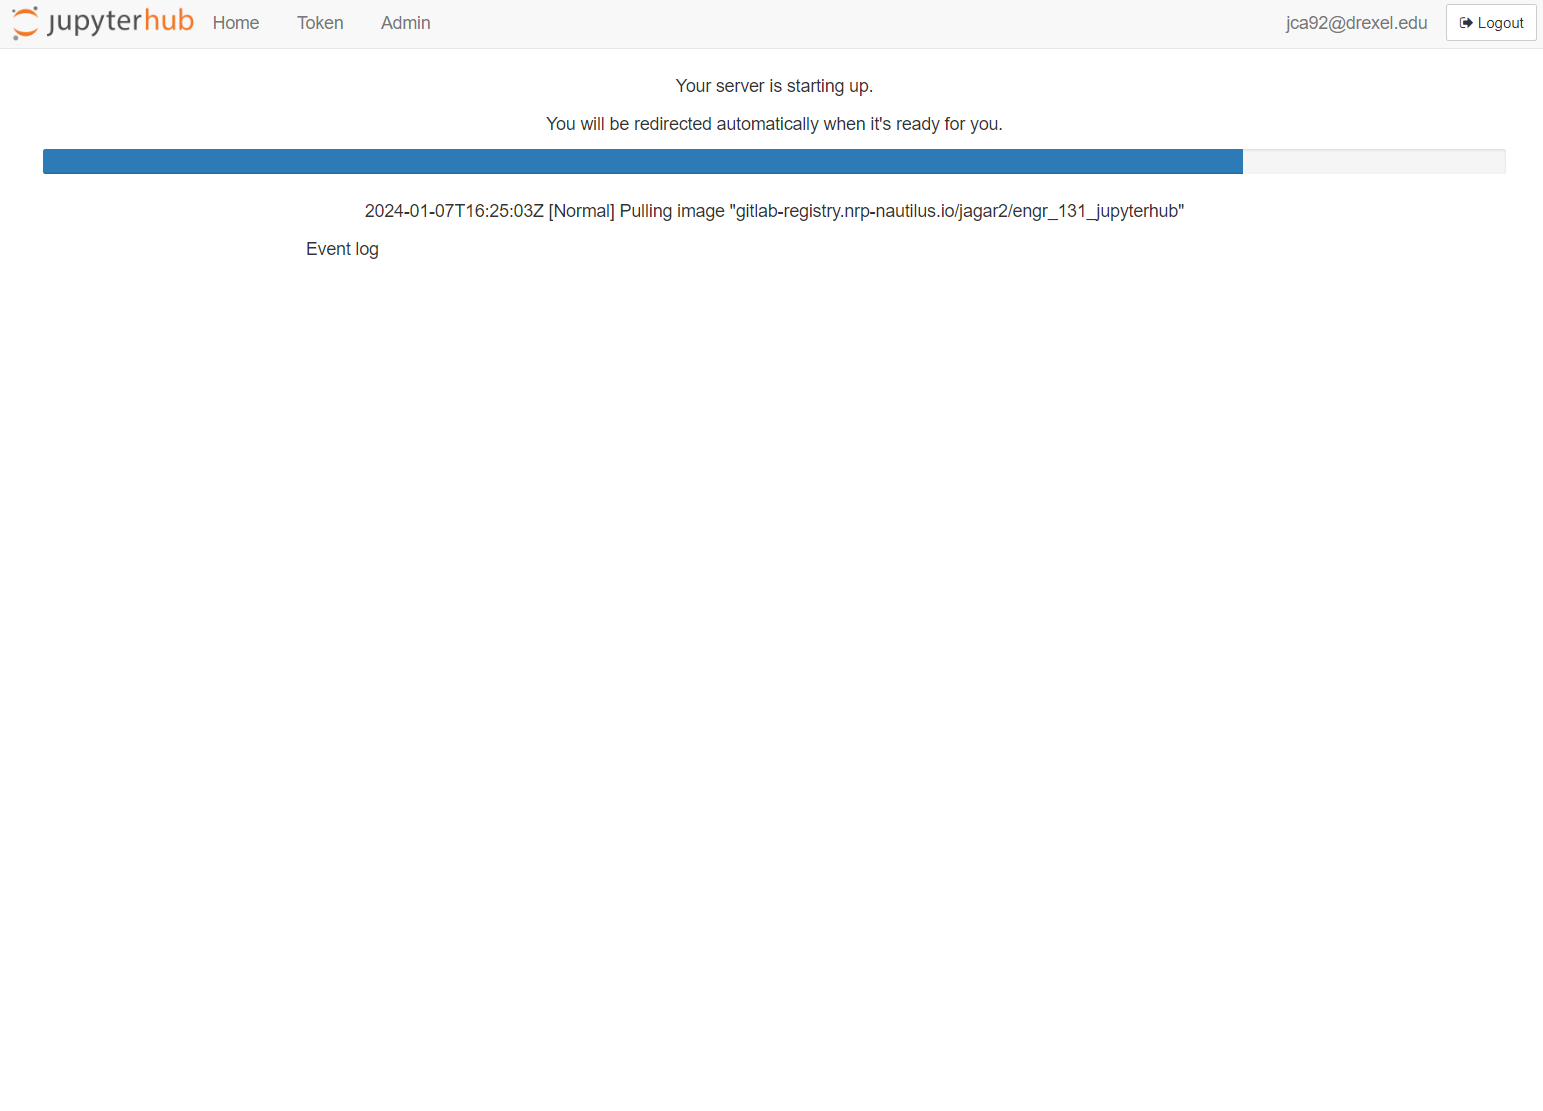 jupyterhub Home Token Admin jca92@drexel.edu Logout
Your server is starting up.
You will be redirected automatically when it's ready for you.
2024-01-07T16:25:03Z [Normal] Pulling image "gitlab-registry.nrp-nautilus.io/jagar2/engr_131_jupyterhub"
Event log